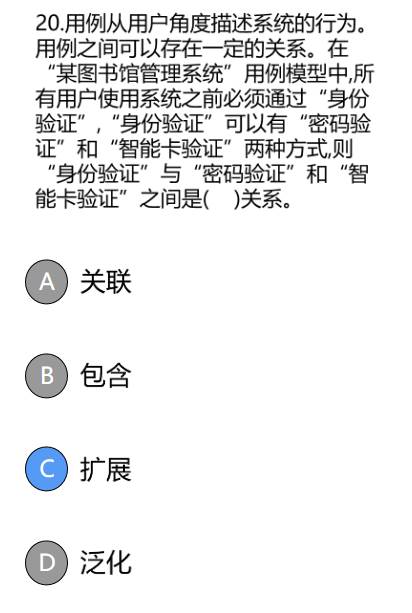 20.用例从用户角度描述系统的行为。
用例之间可以存在一定的关系。在
“某图书馆管理系统”用例模型中,所
有用户使用系统之前必须通过“身份
验证”,“身份验证”可以有“密码验
证”和“智能卡验证”两种方式,则
“身份验证”与“密码验证”和“智
能卡验证”之间是(    )关系。
A 关联
B 包含
C 扩展
D 泛化